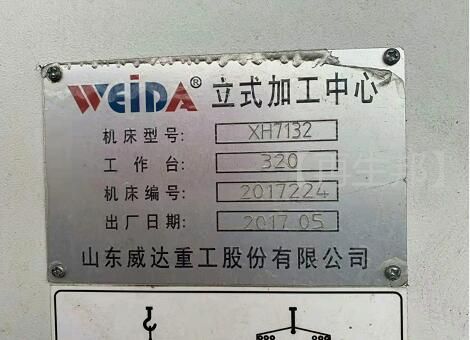 WEIDA® 立式加工中心
机床型号: XH7132
工作台: 320
机床编号: 2017224
出厂日期: 2017.05
山东威达重工股份有限公司